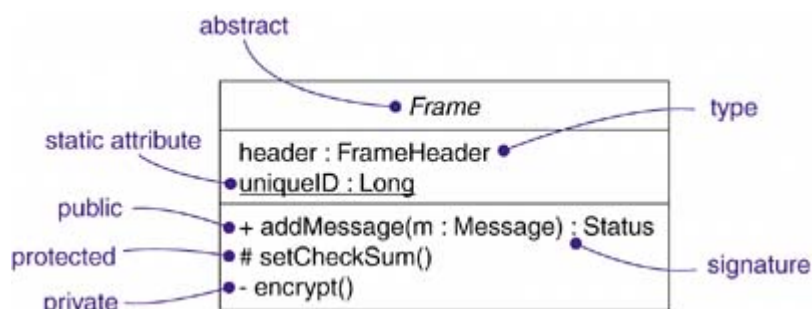 abstract
Frame
type
static attribute
header : FrameHeader
uniqueID : Long
public
+ addMessage(m : Message) : Status
protected
# setCheckSum()
signature
private
- encrypt()